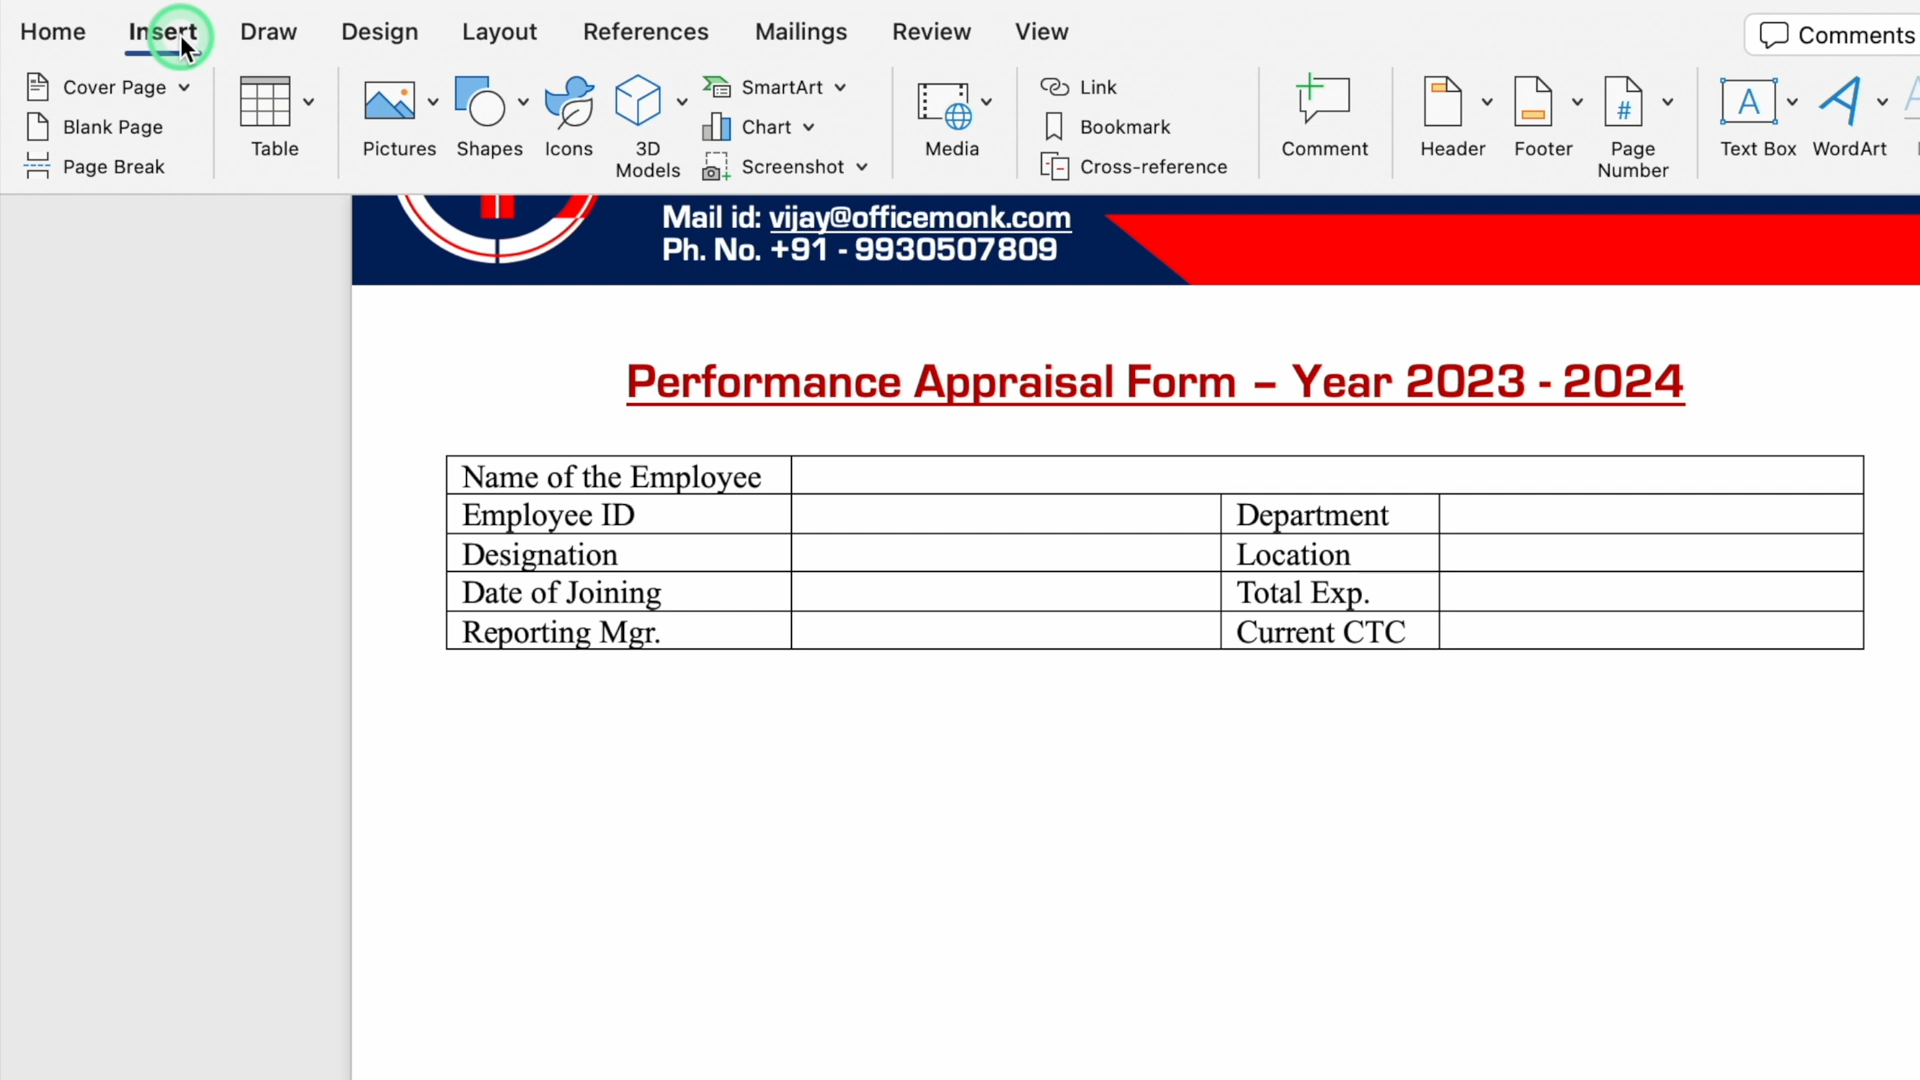 Home Insert Draw Design Layout References Mailings Review View Comments
Cover Page
Blank Page
Page Break
Table
Pictures
Shapes
Icons
3D
Models
SmartArt
Chart
Screenshot
Media
Link
Bookmark
Cross-reference
Comment
Header
Footer
Page
Number
Text Box
WordArt
Mail id: vijay@officemonk.com
Ph. No. +91 - 9930507809
Performance Appraisal Form – Year 2023 - 2024
Name of the Employee
Employee ID Department
Designation Location
Date of Joining Total Exp.
Reporting Mgr. Current CTC